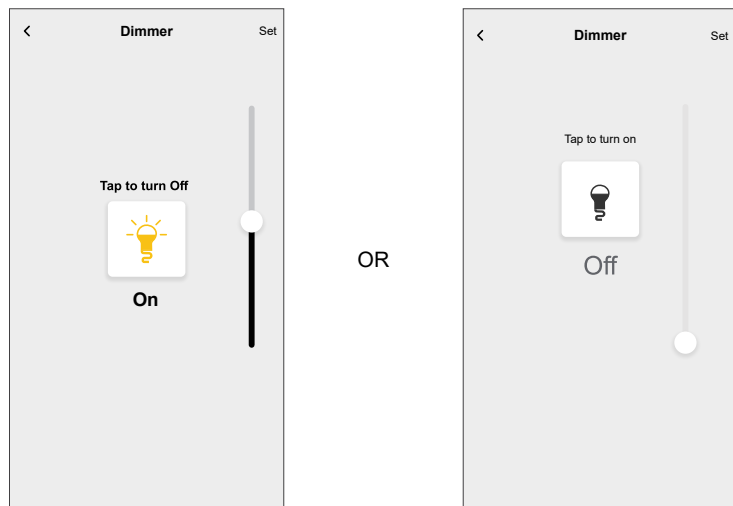 Dimmer Set
Tap to turn Off
On
OR
Dimmer Set
Tap to turn on
Off